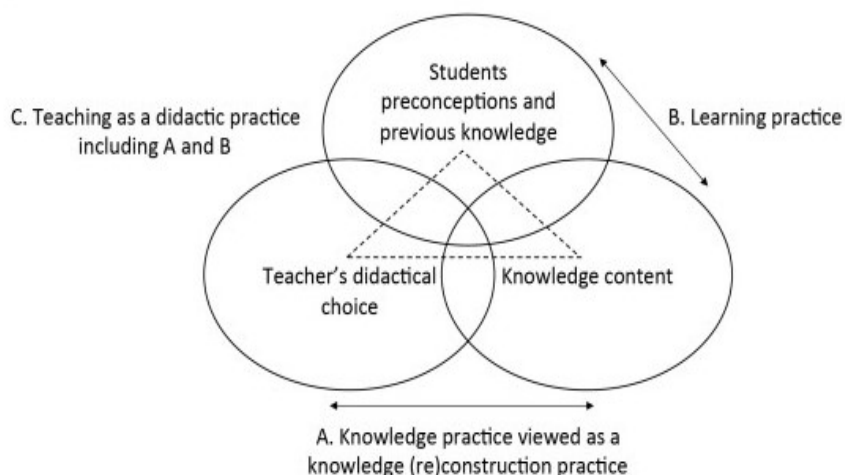 Students
preconceptions and
previous knowledge
C. Teaching as a didactic practice
including A and B
B. Learning practice
Teacher's didactical
choice
Knowledge content
A. Knowledge practice viewed as a
knowledge (re)construction practice